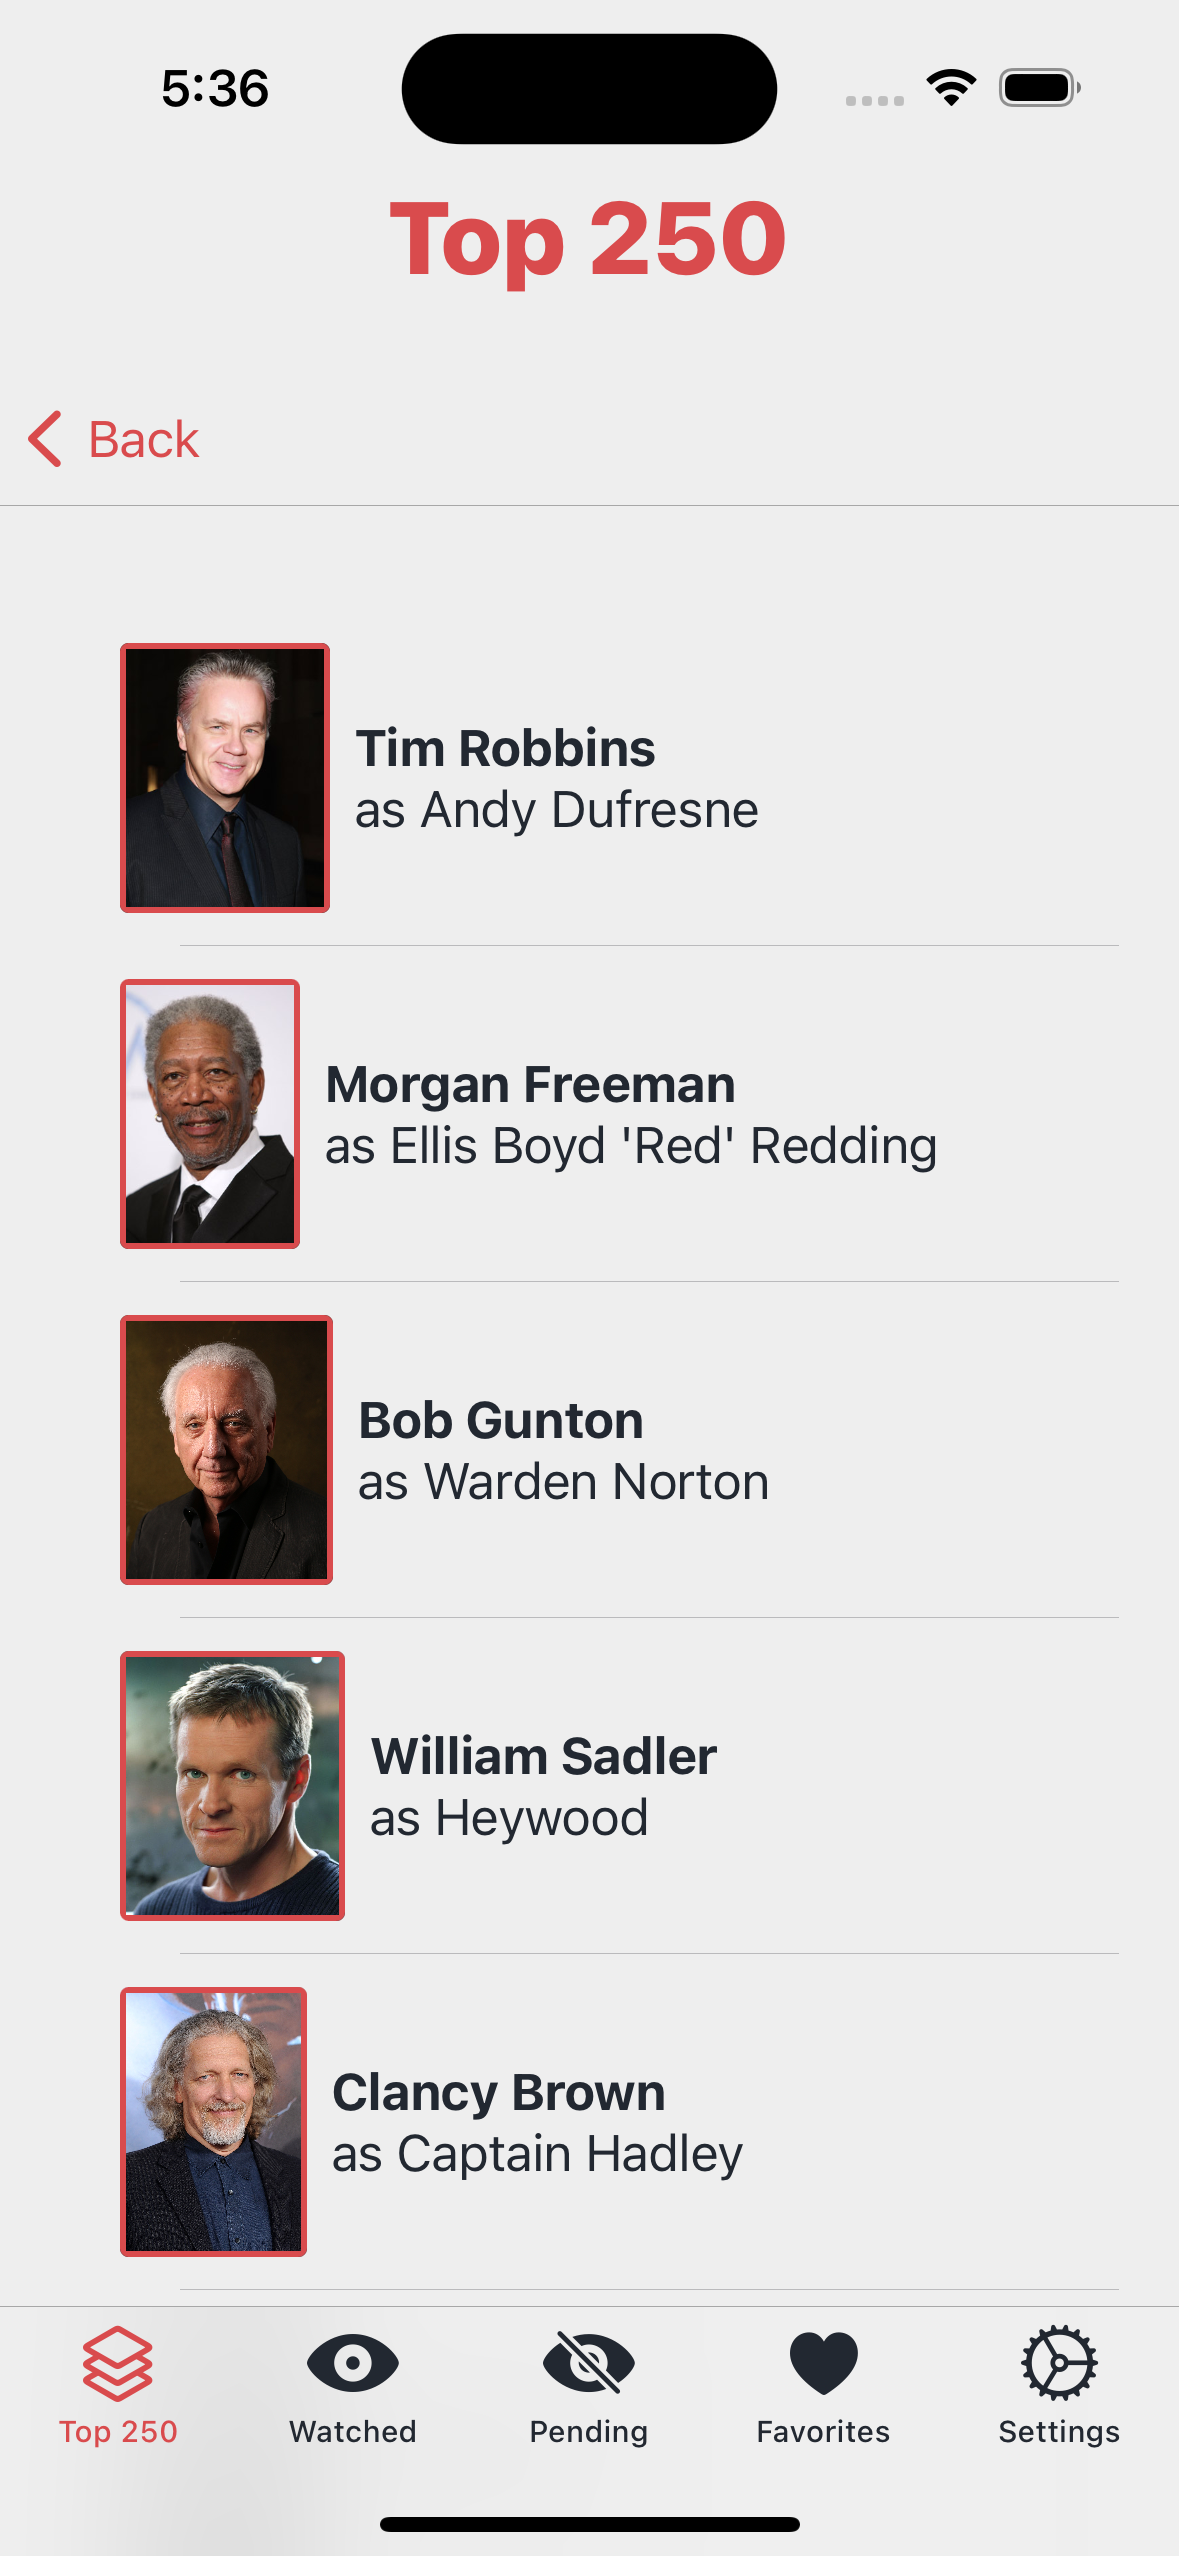 5:36
Top 250
Back
Tim Robbins
as Andy Dufresne
Morgan Freeman
as Ellis Boyd 'Red' Redding
Bob Gunton
as Warden Norton
William Sadler
as Heywood
Clancy Brown
as Captain Hadley
Top 250
Watched
Pending
Favorites
Settings